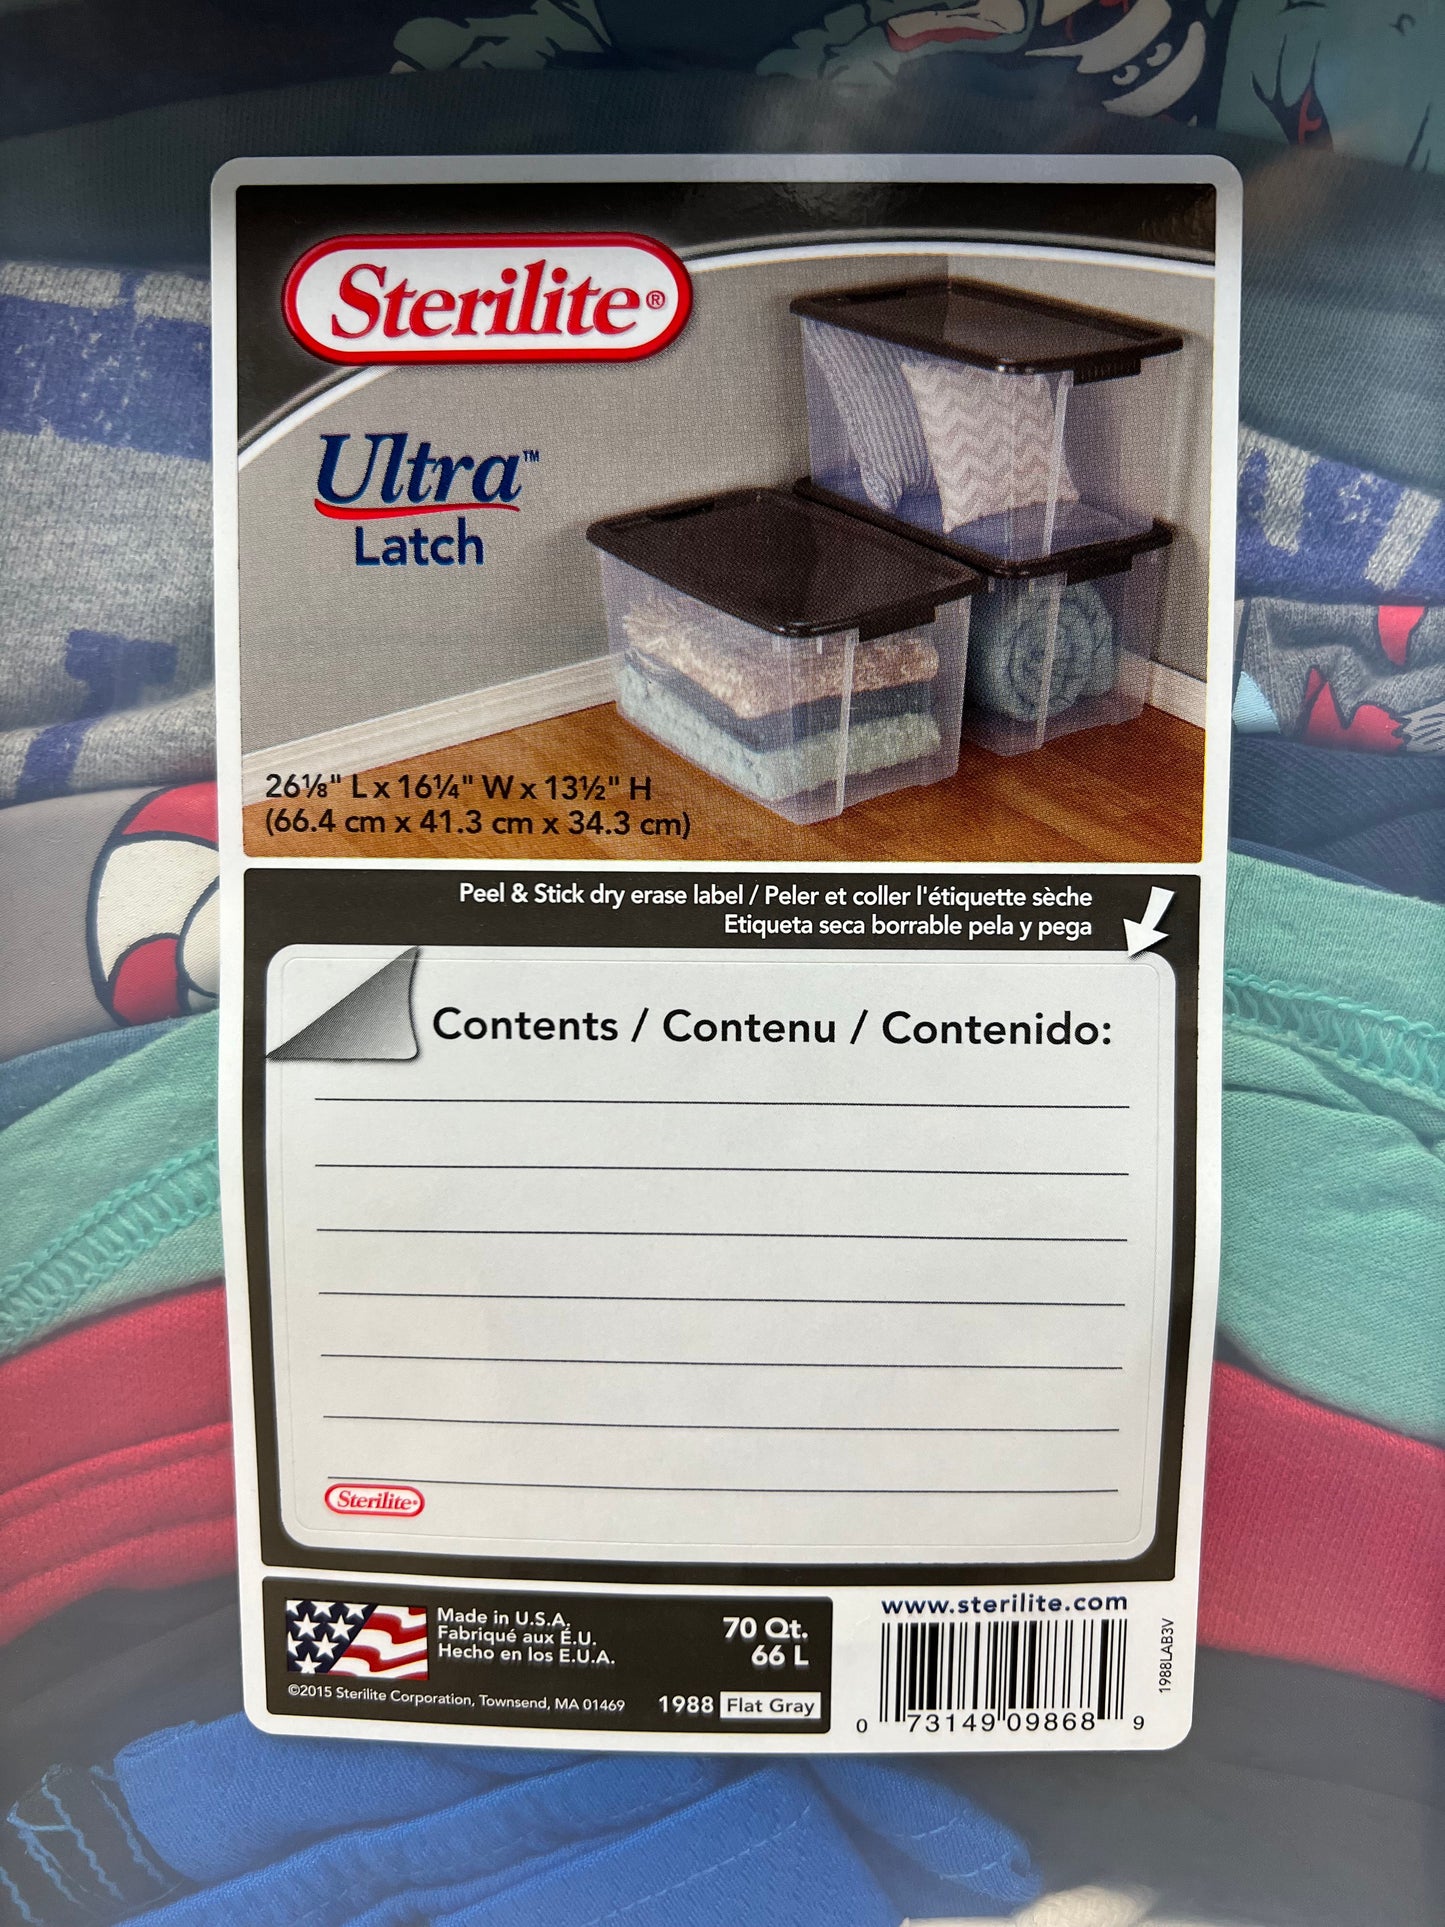 Sterilite®
Ultra™
Latch
26⅛" L x 16¼" W x 13½" H
(66.4 cm x 41.3 cm x 34.3 cm)
Peel & Stick dry erase label / Peler et coller l'étiquette sèche
Etiqueta seca borrable pela y pega
Contents / Contenu / Contenido:
Sterilite®
Made in U.S.A.
Fabriqué aux É.U.
Hecho en los E.U.A.
70 Qt.
66 L
©2015 Sterilite Corporation, Townsend, MA 01469
1988 Flat Gray
www.sterilite.com
0 73149 09868 9
1988LAB3V